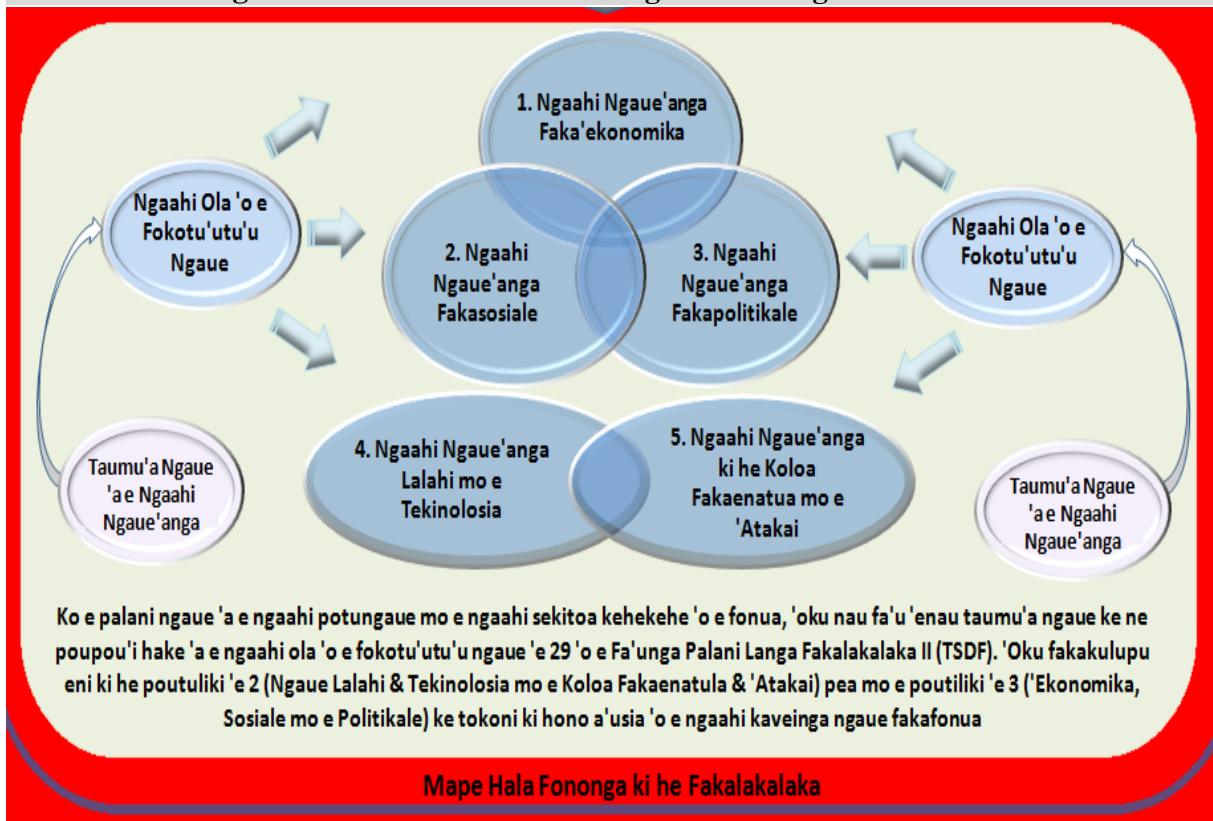 1. Ngaahi Ngaue'anga
Faka'ekonomika
Ngaahi Ola 'o e
Fokotu'utu'u
Ngaue
2. Ngaahi
Ngaue'anga
Fakasosiale
3. Ngaahi
Ngaue'anga
Fakapolitikale
Ngaahi Ola 'o e
Fokotu'utu'u
Ngaue
Taumu'a Ngaue
'a e Ngaahi
Ngaue'anga
4. Ngaahi Ngaue'anga
Lalahi mo e
Tekinolosia
5. Ngaahi Ngaue'anga
ki he Koloa
Fakaenatua mo e
'Atakai
Taumu'a Ngaue
'a e Ngaahi
Ngaue'anga
Ko e palani ngaue 'a e ngaahi potungaue mo e ngaahi sekitoa kehekehe 'o e fonua, 'oku nau fa'u 'enau taumu'a ngaue ke ne
poupou'i hake 'a e ngaahi ola 'o e fokotu'utu'u ngaue 'e 29 'o e Fa'unga Palani Langa Fakalakalaka II (TSDF). 'Oku fakakulupu
eni ki he poutuliki 'e 2 (Ngaue Lalahi & Tekinolosia mo e Koloa Fakaenatula & 'Atakai) pea mo e poutiliki 'e 3 ('Ekonomika,
Sosiale mo e Politikale) ke tokoni ki hono a'usia 'o e ngaahi kaveinga ngaue fakafonua
Mape Hala Fononga ki he Fakalakalaka